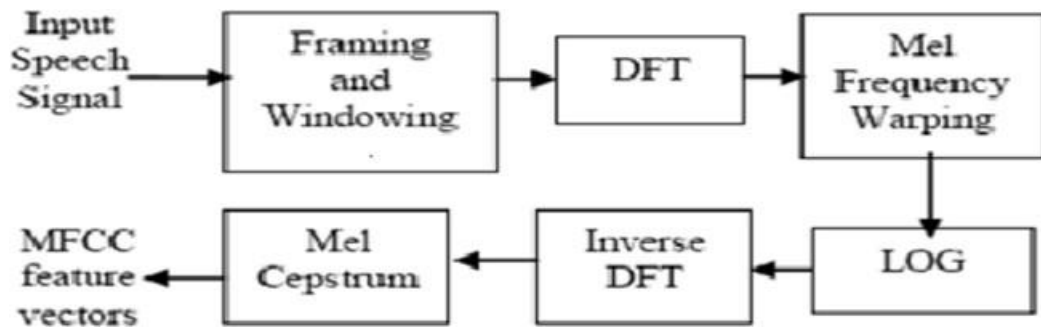 Input
Speech
Signal
Framing
and
Windowing
.
DFT
Mel
Frequency
Warping
LOG
Inverse
DFT
Mel
Cepstrum
MFCC
feature
vectors